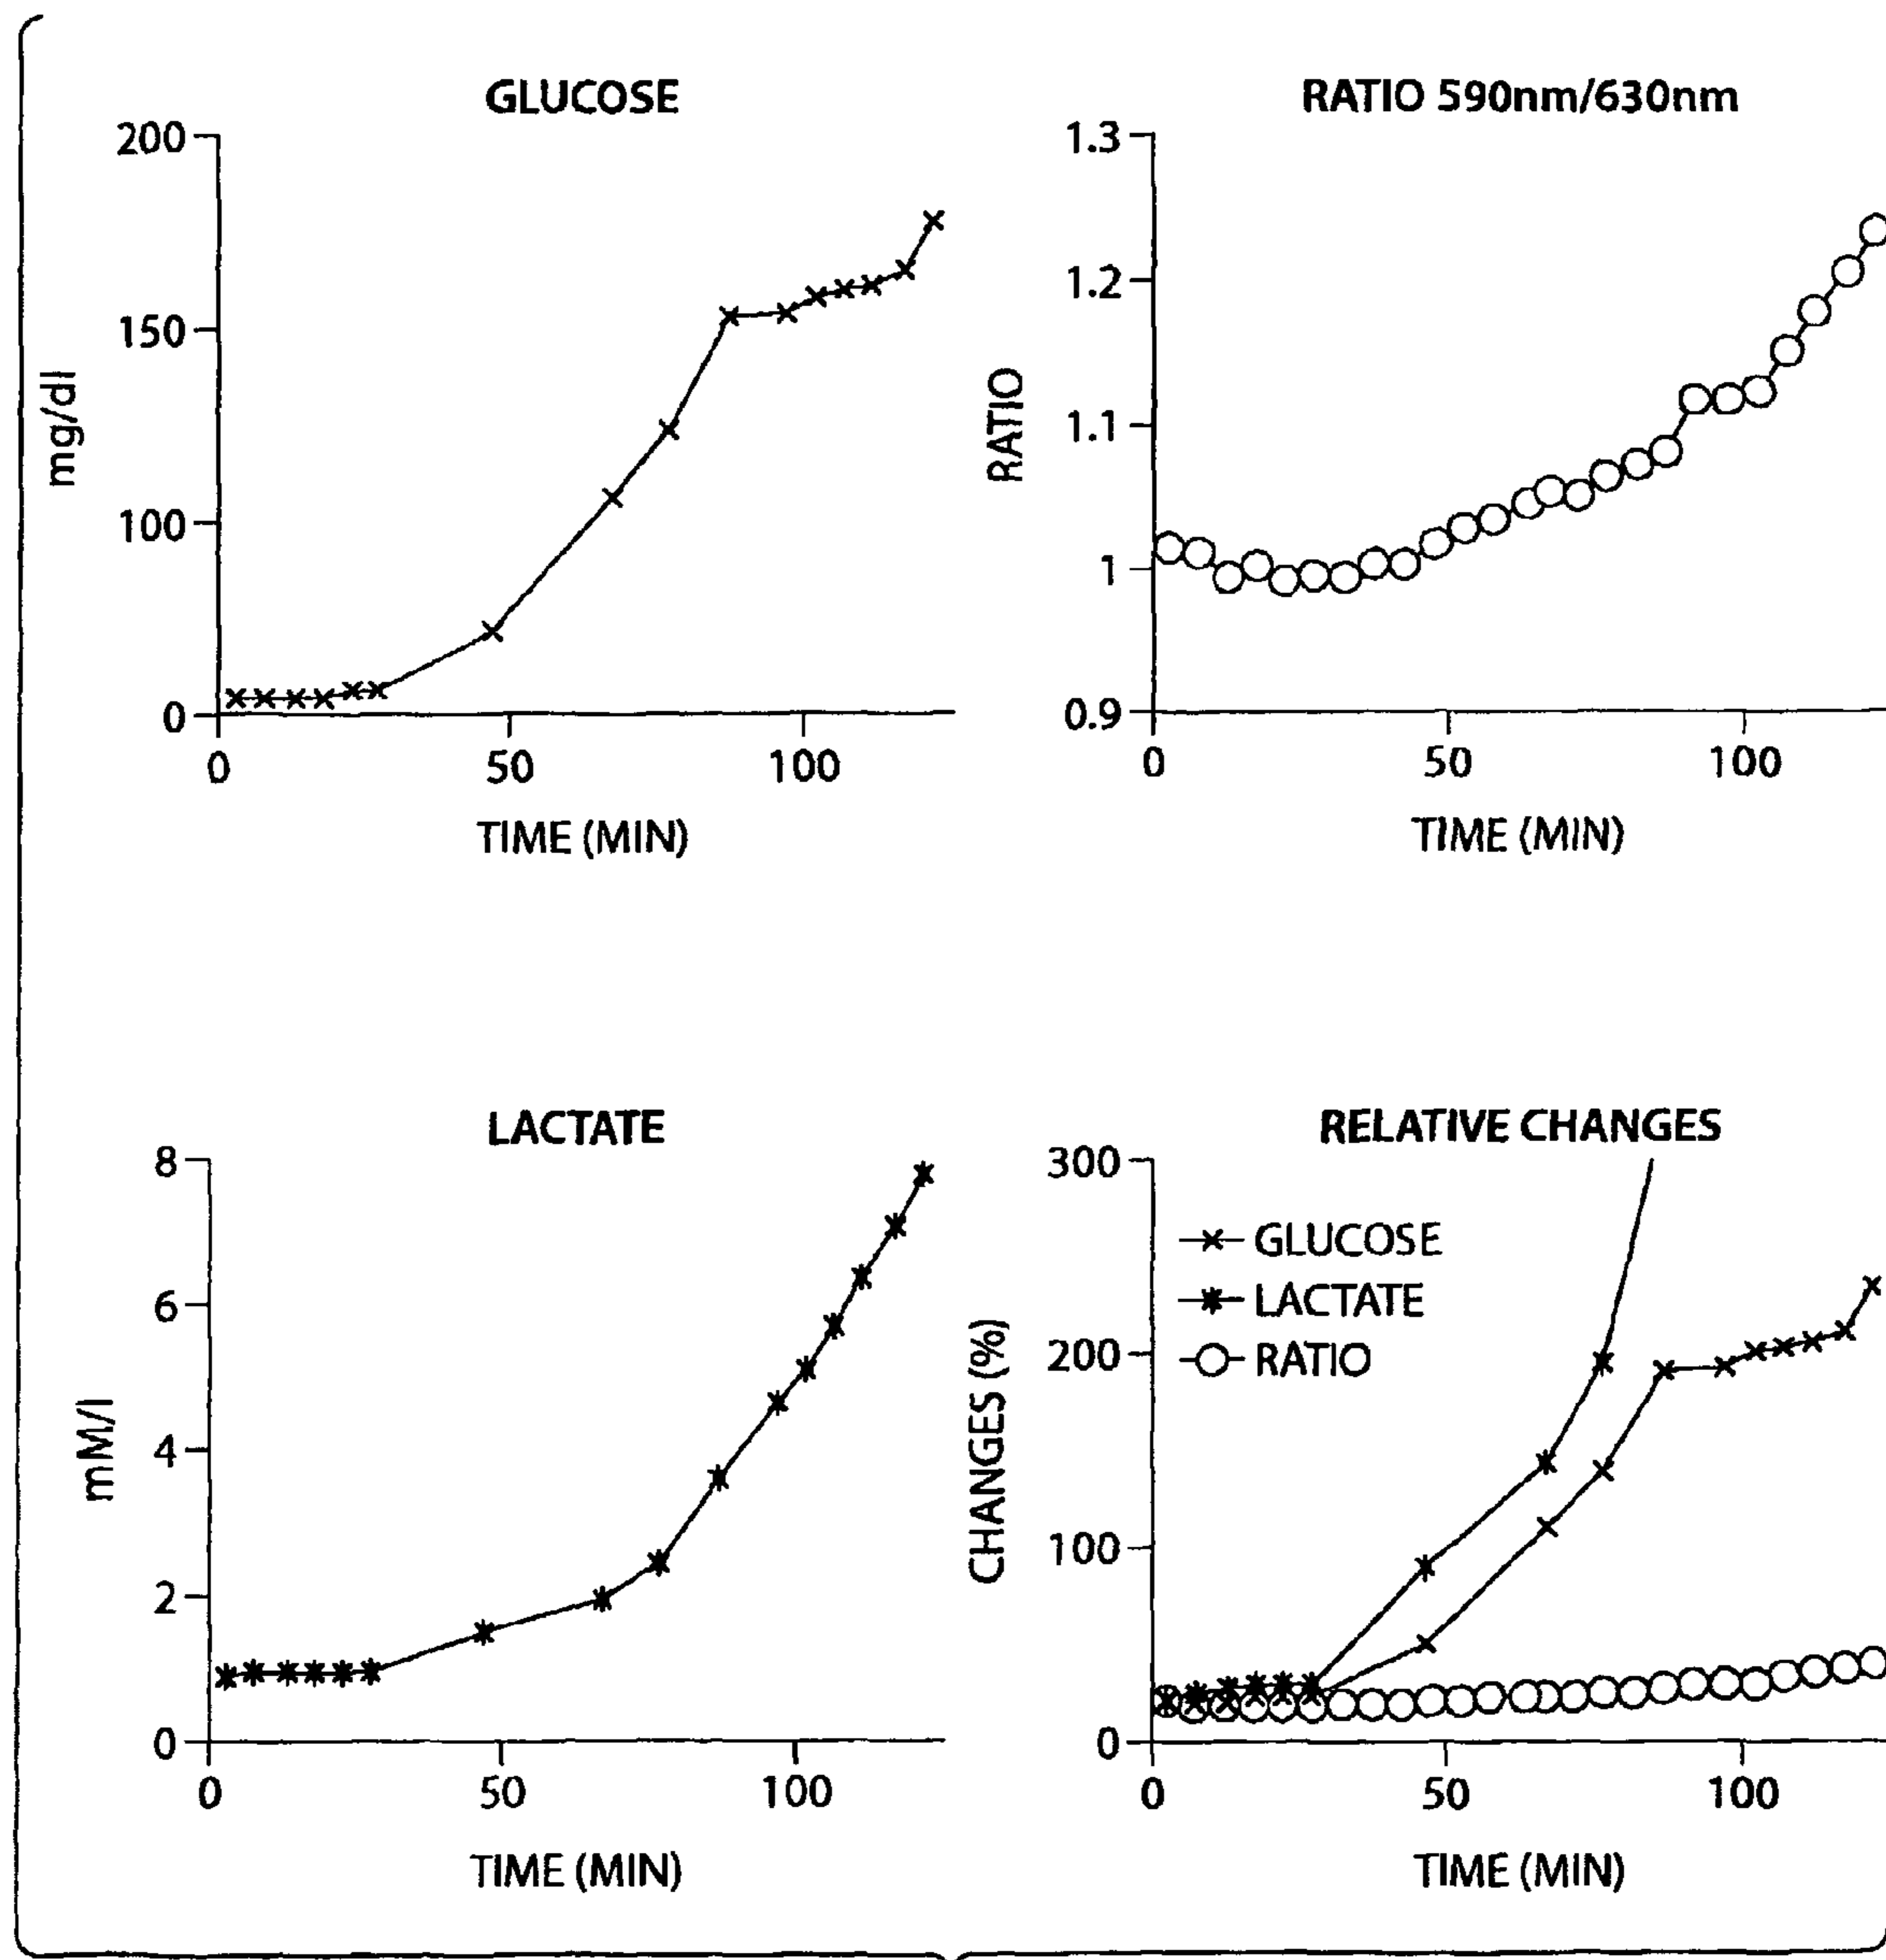 GLUCOSE
200
150
100
0
mg/dl
0 50 100
TIME (MIN)
RATIO 590nm/630nm
1.3
1.2
1.1
1
0.9
RATIO
0 50 100
TIME (MIN)
LACTATE
8
6
4
2
0
mM/l
0 50 100
TIME (MIN)
RELATIVE CHANGES
300
200
100
0
CHANGES (%)
GLUCOSE
LACTATE
RATIO
0 50 100
TIME (MIN)